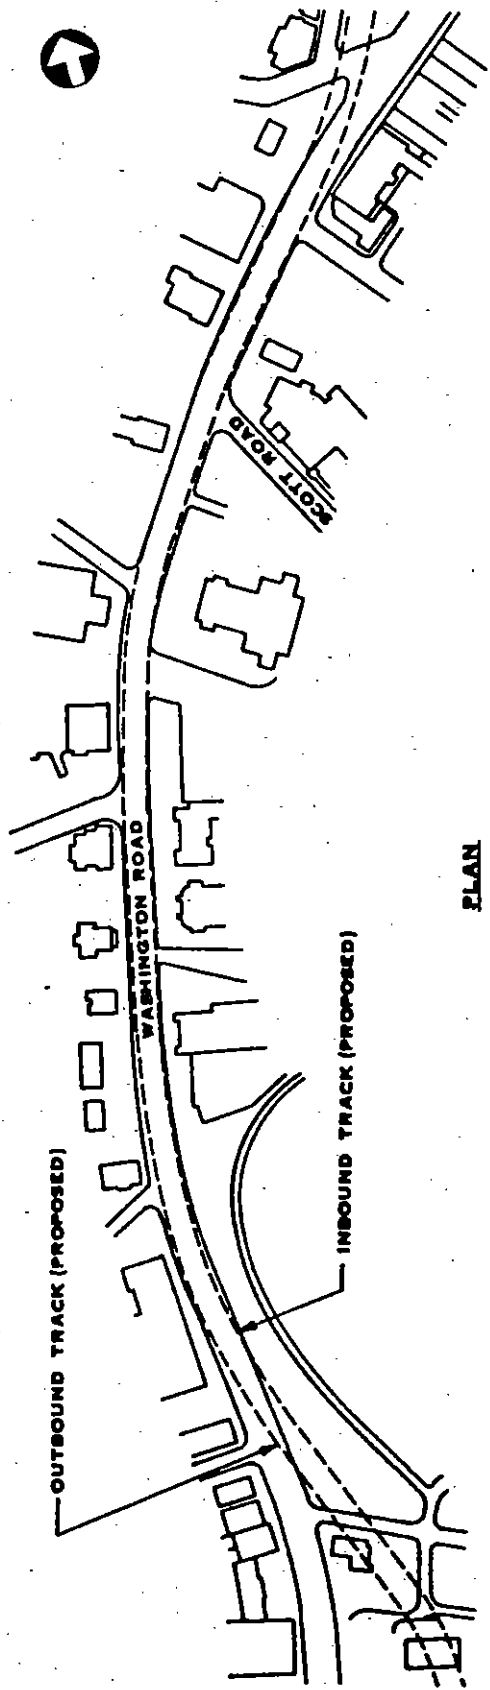 OUTBOUND TRACK (PROPOSED)
WASHINGTON ROAD
SCOTT ROAD
INBOUND TRACK (PROPOSED)
PLAN